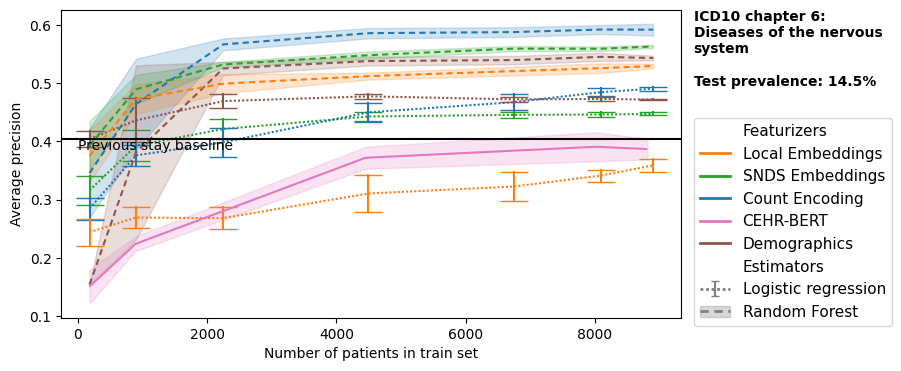 ICD10 chapter 6:
Diseases of the nervous
system
Test prevalence: 14.5%
0.6
0.5
0.4
0.3
0.2
0.1
Average precision
Previous stay baseline
0
2000
4000
6000
8000
Number of patients in train set
Featurizers
Local Embeddings
SNDS Embeddings
Count Encoding
CEHR-BERT
Demographics
Estimators
Logistic regression
Random Forest